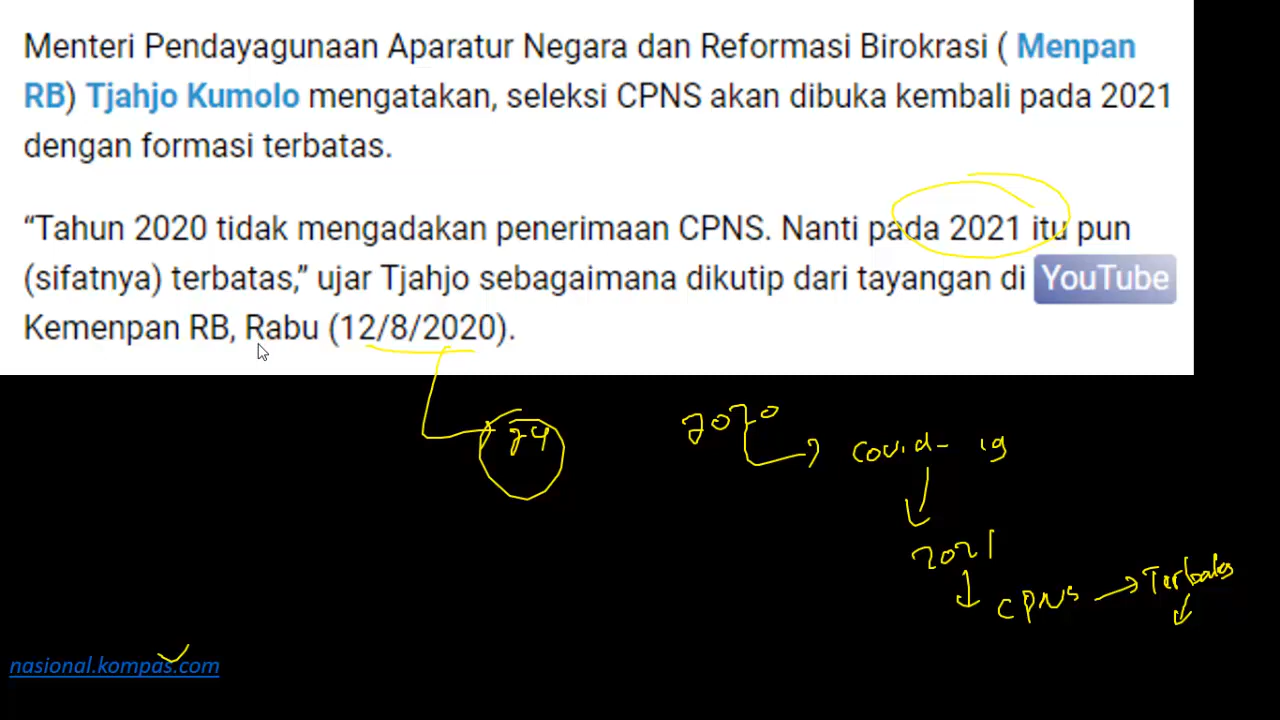 Menteri Pendayagunaan Aparatur Negara dan Reformasi Birokrasi ( Menpan
RB) Tjahjo Kumolo mengatakan, seleksi CPNS akan dibuka kembali pada 2021
dengan formasi terbatas.
“Tahun 2020 tidak mengadakan penerimaan CPNS. Nanti pada 2021 itu pun
(sifatnya) terbatas,” ujar Tjahjo sebagaimana dikutip dari tayangan di YouTube
Kemenpan RB, Rabu (12/8/2020).
2020
24
Covid-19
2021
CPNS
Terbatas
nasional.kompas.com